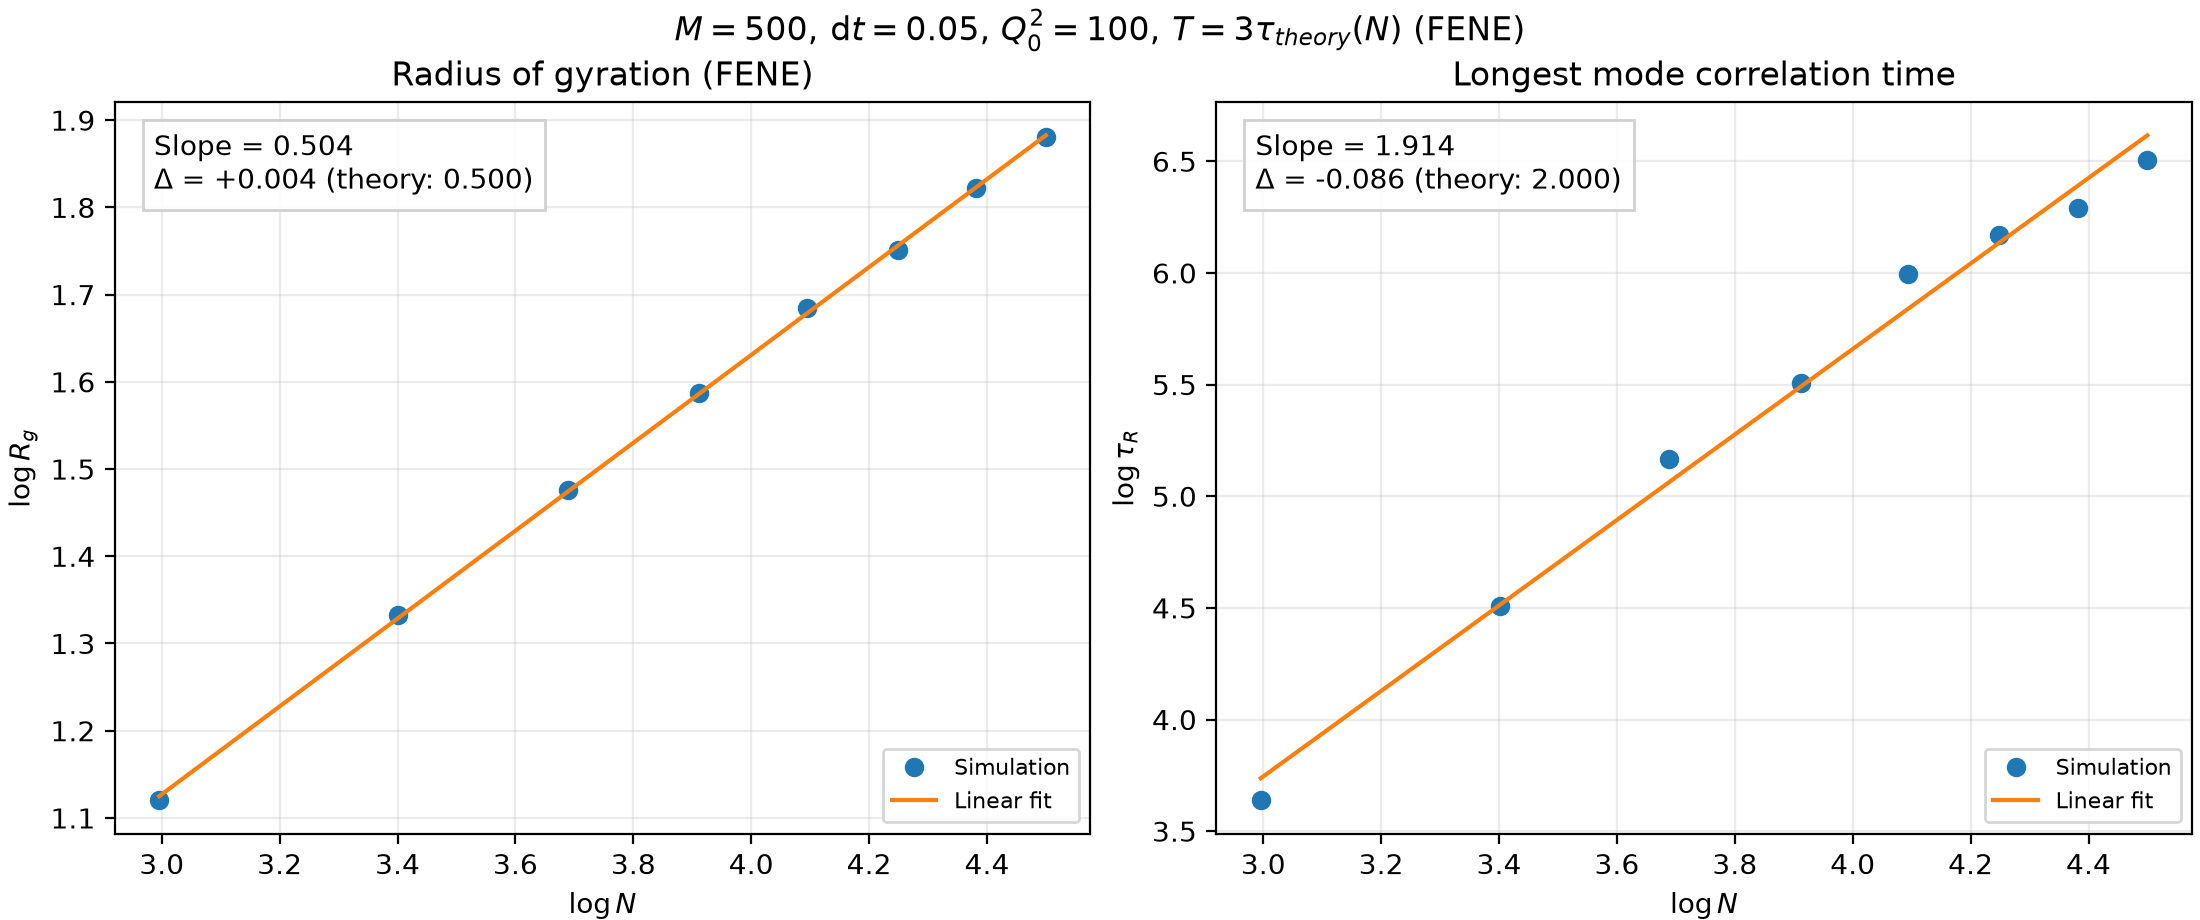 M = 500, dt = 0.05, Q₀² = 100, T = 3τ_theory(N) (FENE)
Radius of gyration (FENE)
1.9
1.8
1.7
1.6
1.5
1.4
1.3
1.2
1.1
log R_g
Slope = 0.504
Δ = +0.004 (theory: 0.500)
Simulation
Linear fit
3.0 3.2 3.4 3.6 3.8 4.0 4.2 4.4
log N
Longest mode correlation time
6.5
6.0
5.5
5.0
4.5
4.0
3.5
log τ_R
Slope = 1.914
Δ = -0.086 (theory: 2.000)
Simulation
Linear fit
3.0 3.2 3.4 3.6 3.8 4.0 4.2 4.4
log N